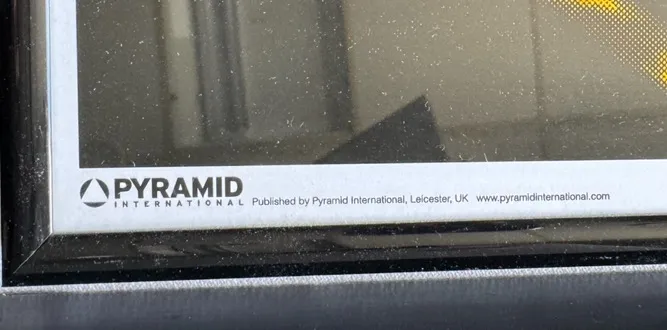 PYRAMID
INTERNATIONAL
Published by Pyramid International, Leicester, UK www.pyramidinternational.com